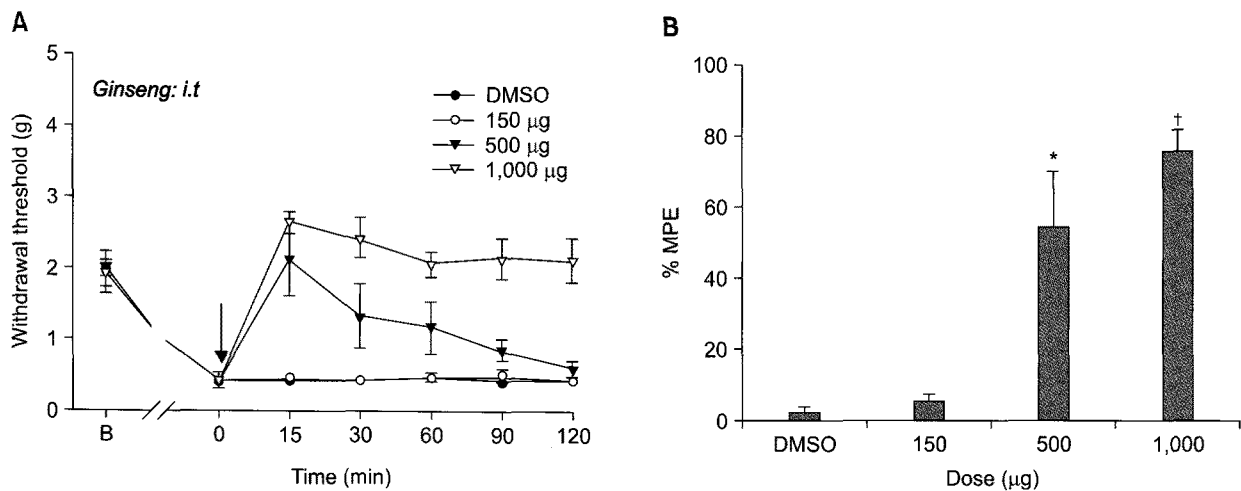 A
Withdrawal threshold (g)
5
4
3
2
1
0
Ginseng: i.t
DMSO
150 μg
500 μg
1,000 μg
B
0
15
30
60
90
120
Time (min)
B
% MPE
100
80
60
40
20
0
*
†
DMSO
150
500
1,000
Dose (μg)